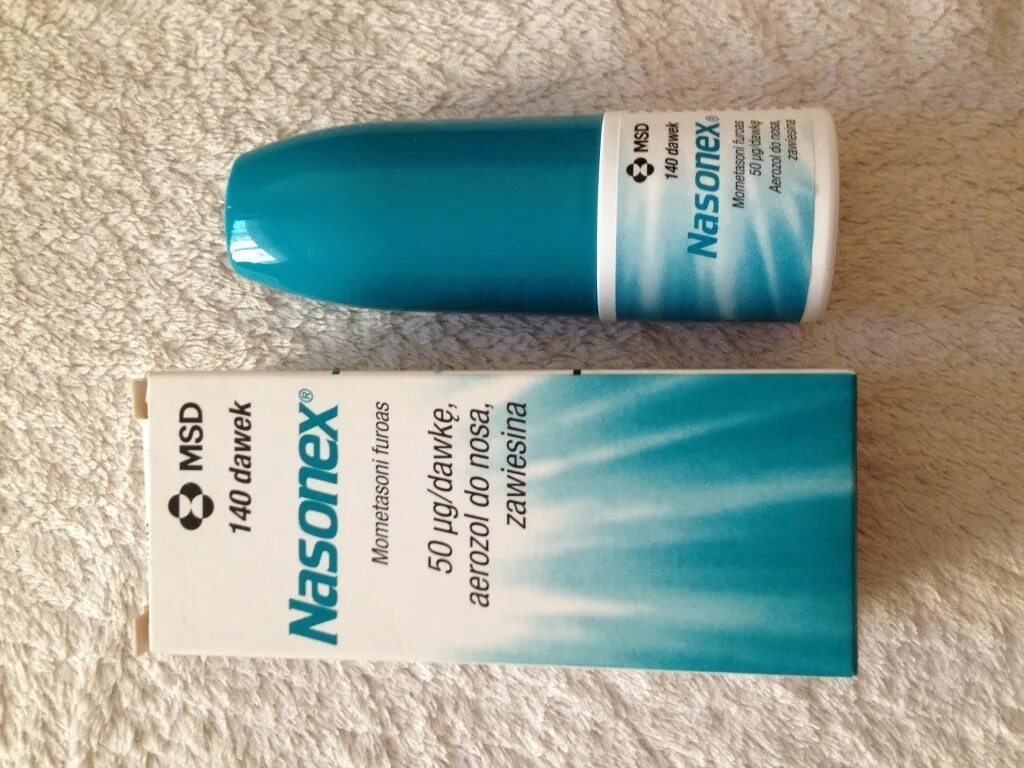 MSD
140 dawek
Nasonex®
Mometasoni furoas
50 µg/dawkę
Aerozol do nosa,
zawiesina
MSD
140 dawek
Nasonex®
Mometasoni furoas
50 µg/dawkę,
aerozol do nosa,
zawiesina